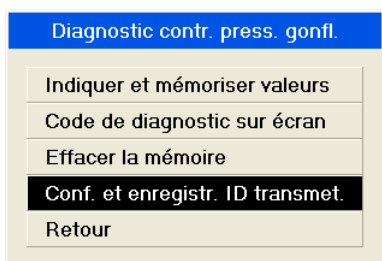 Diagnostic contr. press. gonfl.
Indiquer et mémoriser valeurs
Code de diagnostic sur écran
Effacer la mémoire
Conf. et enregistr. ID transmet.
Retour